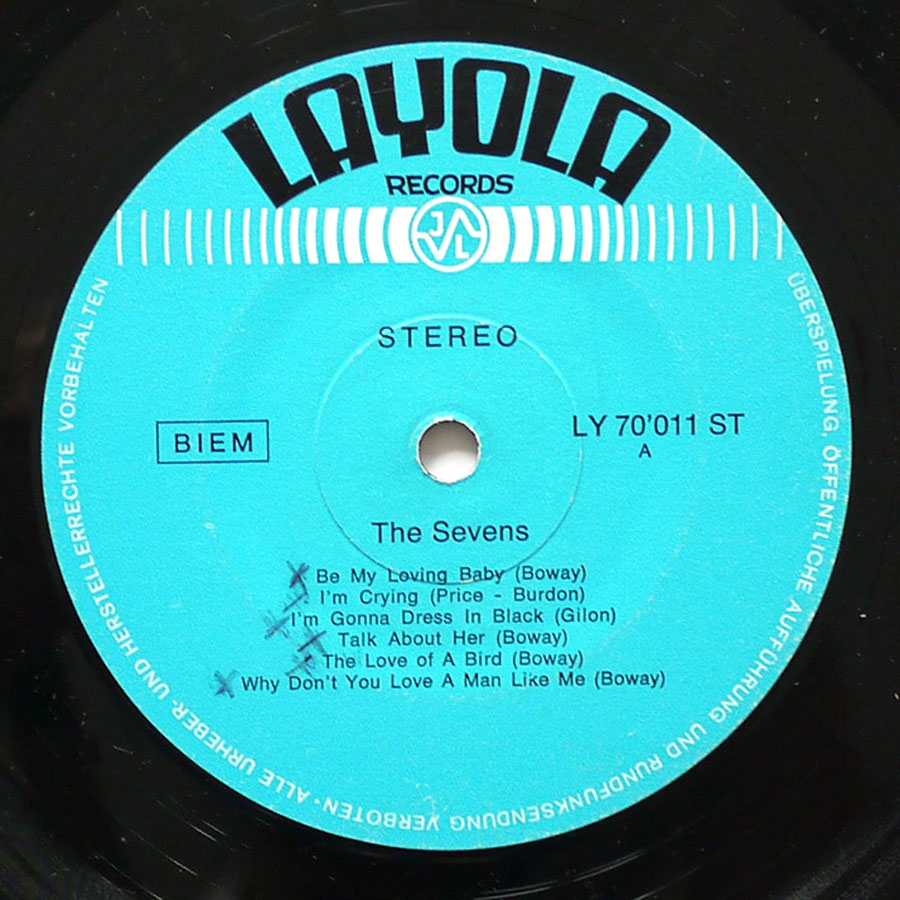 LAYOLA
RECORDS
JAVL
STEREO
BIEM
LY 70'011 ST
A
The Sevens
Be My Loving Baby (Boway)
I'm Crying (Price - Burdon)
I'm Gonna Dress In Black (Gilon)
Talk About Her (Boway)
The Love of A Bird (Boway)
Why Don't You Love A Man Like Me (Boway)
ALLE URHEBER- UND HERSTELLERRECHTE VORBEHALTEN
ÜBERSPIELUNG, ÖFFENTLICHE AUFFÜHRUNG UND RUNDFUNKSENDUNG VERBOTEN ·